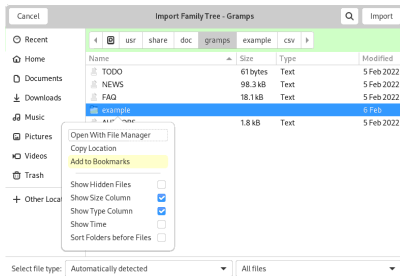 Cancel
Import Family Tree - Gramps
Import
Recent
Home
Documents
Downloads
Music
Pictures
Videos
Trash
+ Other Locat
usr share doc gramps example csv
Name Size Type Modified
TODO 61 bytes Text 5 Feb 2022
NEWS 98.3 kB Text 5 Feb 2022
FAQ 18.1 kB Text 5 Feb 2022
example 6 Feb
1.8 kB Text 5 Feb 2022
Open With File Manager
Copy Location
Add to Bookmarks
Show Hidden Files
Show Size Column
Show Type Column
Show Time
Sort Folders before Files
Select file type: Automatically detected All files